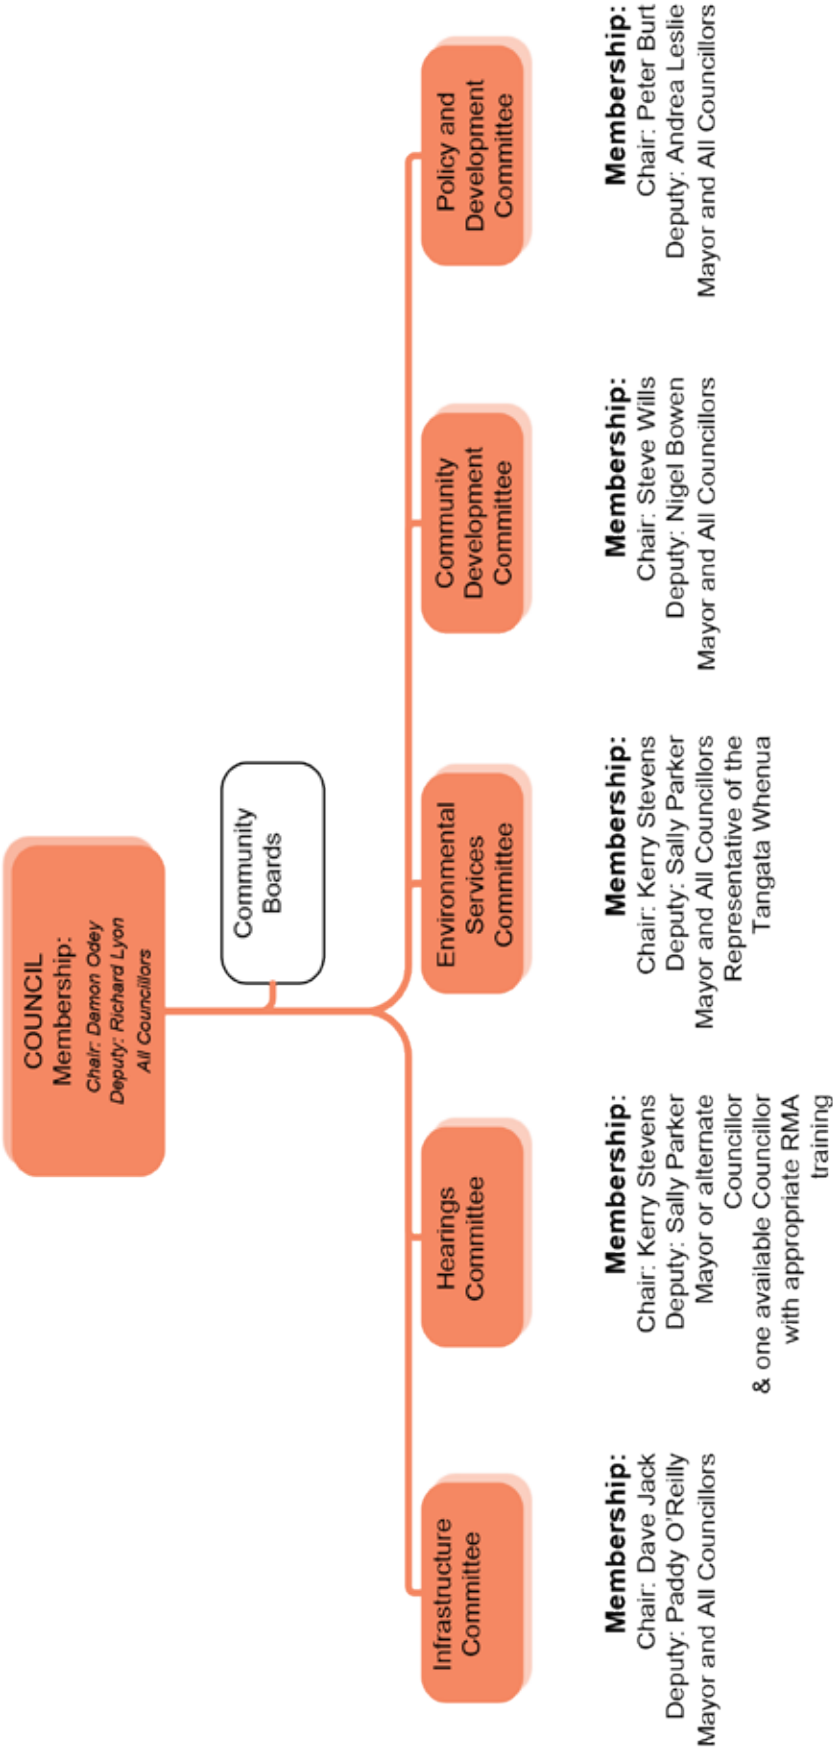 COUNCIL
Membership:
Chair: Damon Odey
Deputy: Richard Lyon
All Councillors
Community
Boards
Infrastructure
Committee
Hearings
Committee
Environmental
Services
Committee
Community
Development
Committee
Policy and
Development
Committee
Membership:
Chair: Dave Jack
Deputy: Paddy O'Reilly
Mayor and All Councillors
Membership:
Chair: Kerry Stevens
Deputy: Sally Parker
Mayor or alternate
Councillor
& one available Councillor
with appropriate RMA
training
Membership:
Chair: Kerry Stevens
Deputy: Sally Parker
Mayor and All Councillors
Representative of the
Tangata Whenua
Membership:
Chair: Steve Wills
Deputy: Nigel Bowen
Mayor and All Councillors
Membership:
Chair: Peter Burt
Deputy: Andrea Leslie
Mayor and All Councillors